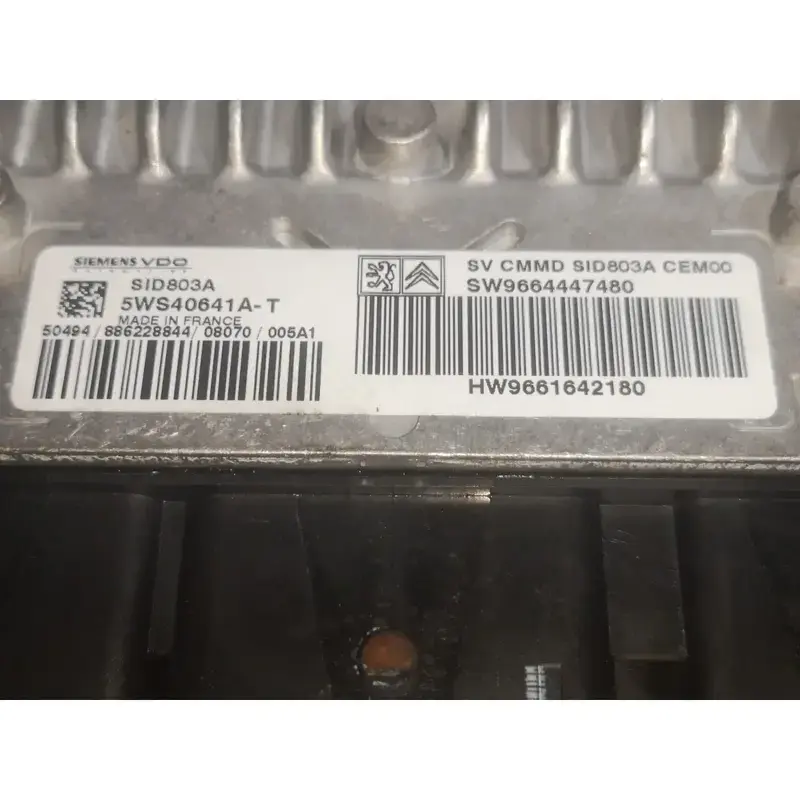 SIEMENS VDO
SID803A
5WS40641A-T
MADE IN FRANCE
50494/886228844/08070/005A1
SV CMMD SID803A CEM00
SW9664447480
HW9661642180